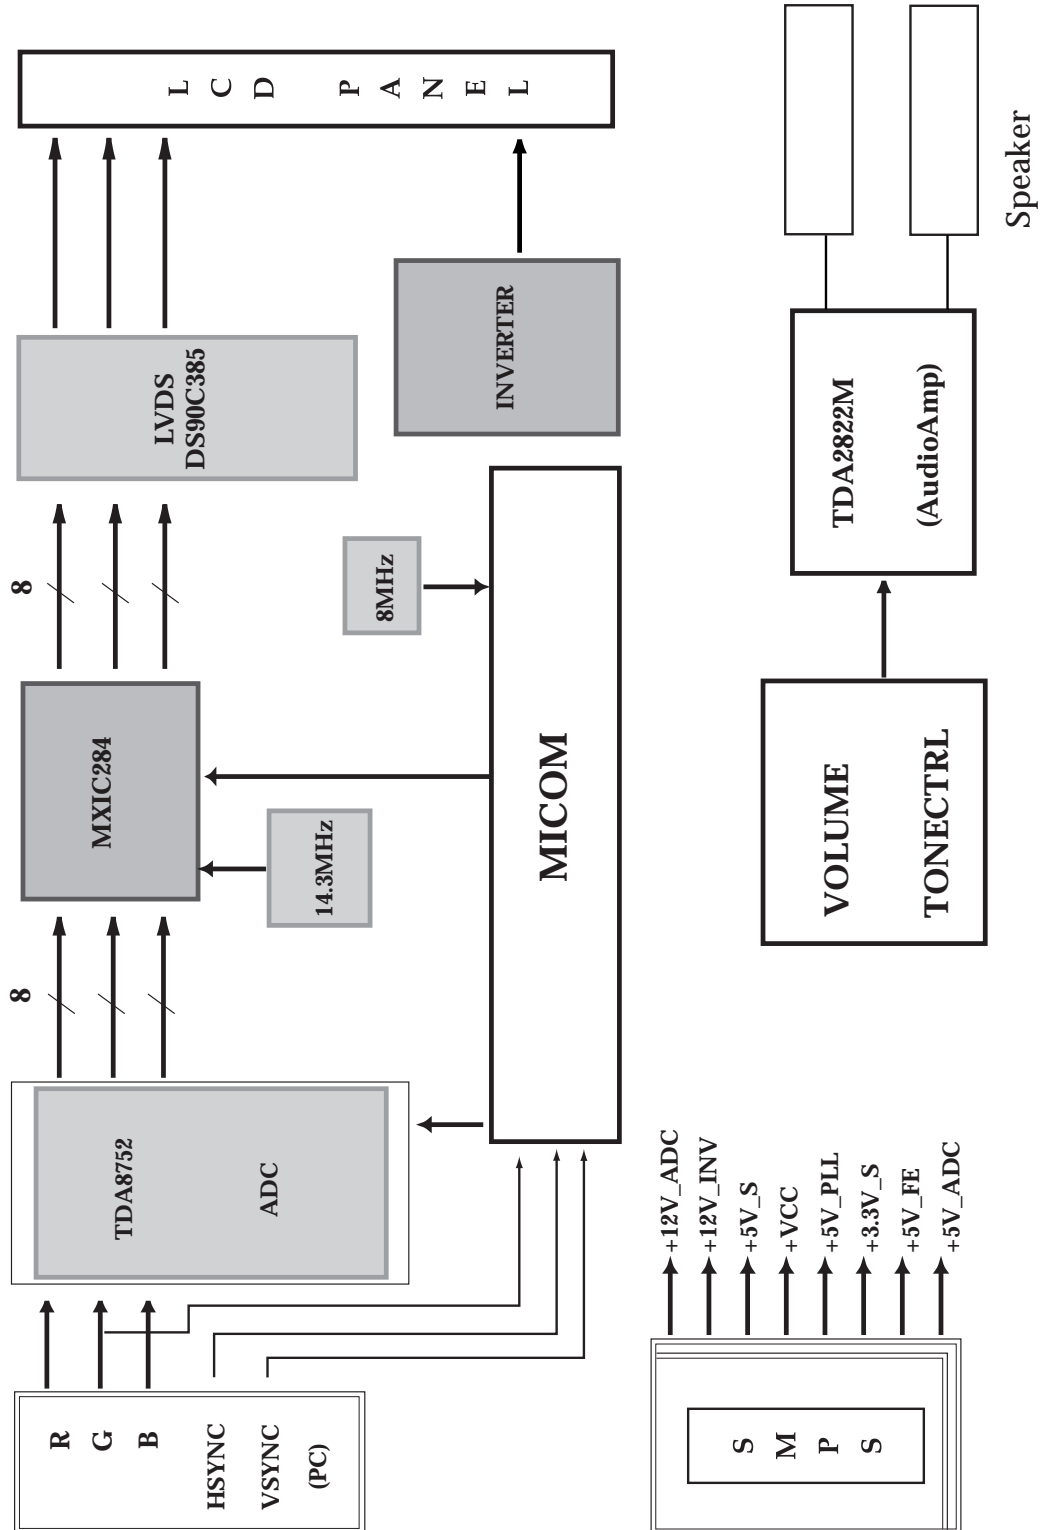 R
G
B
HSYNC
VSYNC
(PC)
TDA8752
ADC
8
MXIC284
14.3MHz
8
8MHz
LVDS
DS90C385
LCD PANEL
INVERTER
MICOM
SMPS
+12V_ADC
+12V_INV
+5V_S
+VCC
+5V_PLL
+3.3V_S
+5V_FE
+5V_ADC
VOLUME
TONECTRL
TDA2822M
(AudioAmp)
Speaker